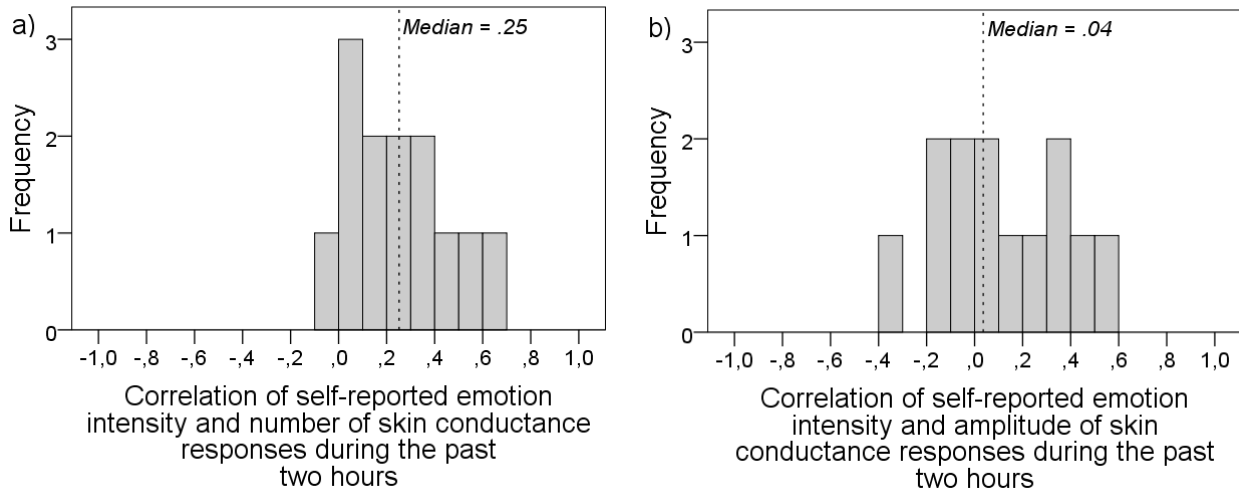 a)
Median = .25
3
2
1
0
Frequency
-1,0 -,8 -,6 -,4 -,2 ,0 ,2 ,4 ,6 ,8 1,0
Correlation of self-reported emotion
intensity and number of skin conductance
responses during the past
two hours
b)
Median = .04
3
2
1
0
Frequency
-1,0 -,8 -,6 -,4 -,2 ,0 ,2 ,4 ,6 ,8 1,0
Correlation of self-reported emotion
intensity and amplitude of skin
conductance responses during the past
two hours